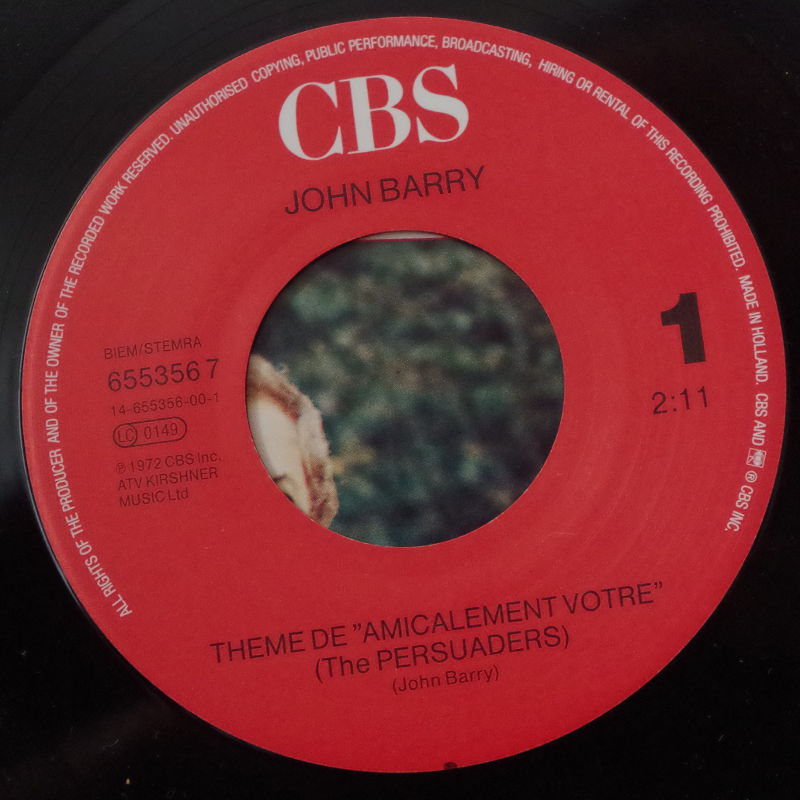 ALL RIGHTS OF THE PRODUCER AND OF THE OWNER OF THE RECORDED WORK RESERVED. UNAUTHORISED COPYING, PUBLIC PERFORMANCE, BROADCASTING, HIRING OR RENTAL OF THIS RECORDING PROHIBITED. MADE IN HOLLAND. CBS AND ® CBS INC.
CBS
JOHN BARRY
1
2:11
BIEM/STEMRA
655356 7
14-655356-00-1
LC 0149
℗ 1972 CBS Inc.
ATV KIRSHNER
MUSIC Ltd
THEME DE ”AMICALEMENT VOTRE”
(The PERSUADERS)
(John Barry)